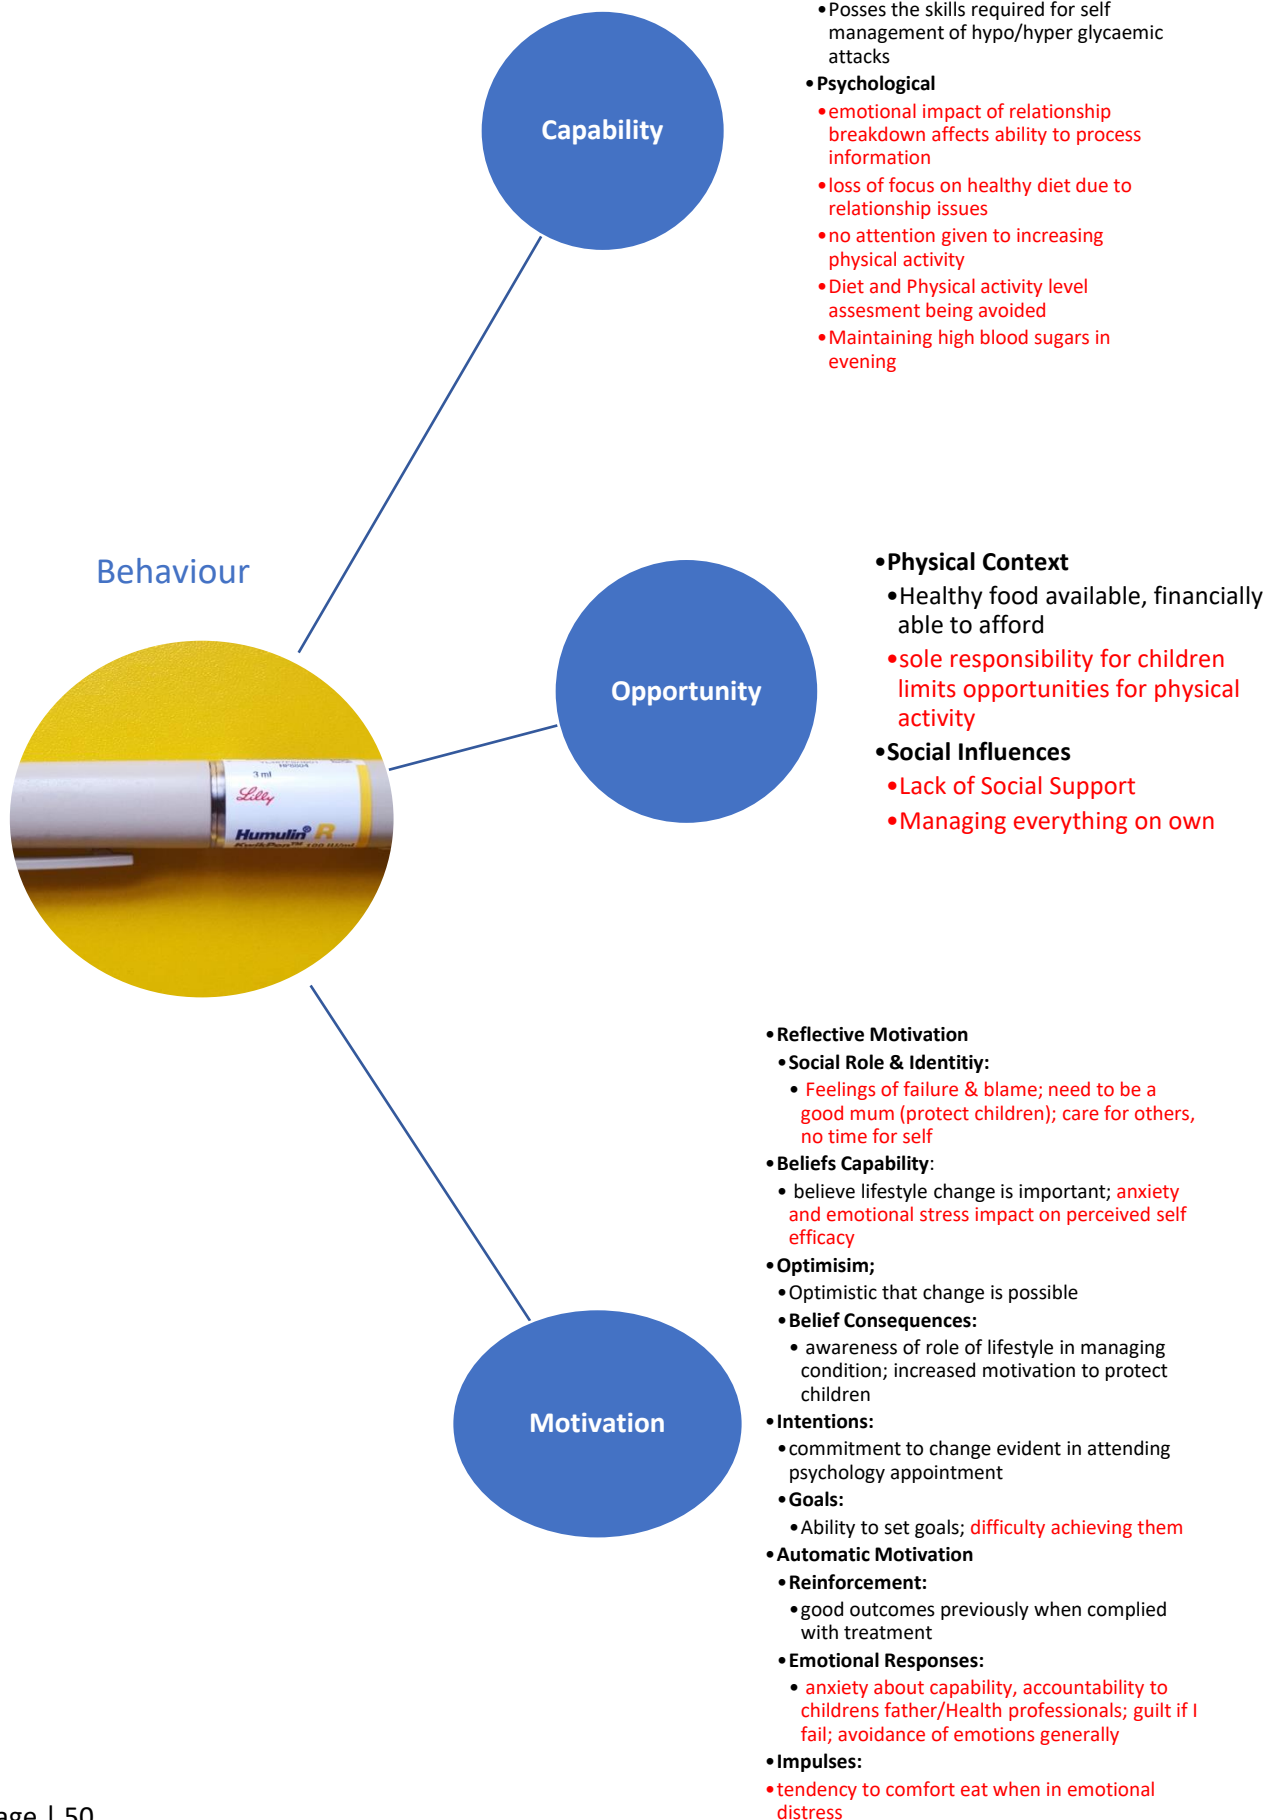 •Posses the skills required for self
management of hypo/hyper glycaemic
attacks
•Psychological
•emotional impact of relationship
breakdown affects ability to process
information
•loss of focus on healthy diet due to
relationship issues
•no attention given to increasing
physical activity
•Diet and Physical activity level
assesment being avoided
•Maintaining high blood sugars in
evening
Capability
Behaviour
3 ml
Lilly
Humulin® R
KwikPen™
Opportunity
•Physical Context
•Healthy food available, financially
able to afford
•sole responsibility for children
limits opportunities for physical
activity
•Social Influences
•Lack of Social Support
•Managing everything on own
Motivation
•Reflective Motivation
•Social Role & Identitiy:
• Feelings of failure & blame; need to be a
good mum (protect children); care for others,
no time for self
•Beliefs Capability:
• believe lifestyle change is important; anxiety
and emotional stress impact on perceived self
efficacy
•Optimisim;
•Optimistic that change is possible
•Belief Consequences:
• awareness of role of lifestyle in managing
condition; increased motivation to protect
children
•Intentions:
•commitment to change evident in attending
psychology appointment
•Goals:
•Ability to set goals; difficulty achieving them
•Automatic Motivation
•Reinforcement:
•good outcomes previously when complied
with treatment
•Emotional Responses:
• anxiety about capability, accountability to
childrens father/Health professionals; guilt if I
fail; avoidance of emotions generally
•Impulses:
•tendency to comfort eat when in emotional
distress
age | 50